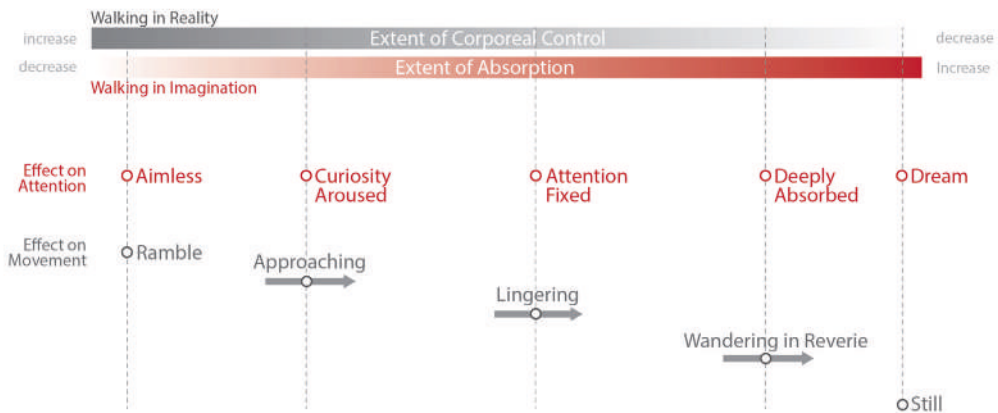 Walking in Reality
increase
Extent of Corporeal Control
decrease
decrease
Extent of Absorption
Increase
Walking in Imagination
Effect on
Attention
Aimless
Curiosity
Aroused
Attention
Fixed
Deeply
Absorbed
Dream
Effect on
Movement
Ramble
Approaching
Lingering
Wandering in Reverie
Still